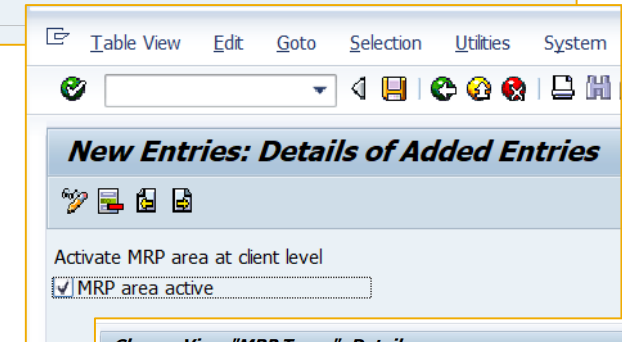 Table View Edit Goto Selection Utilities System
New Entries: Details of Added Entries
Activate MRP area at client level
MRP area active